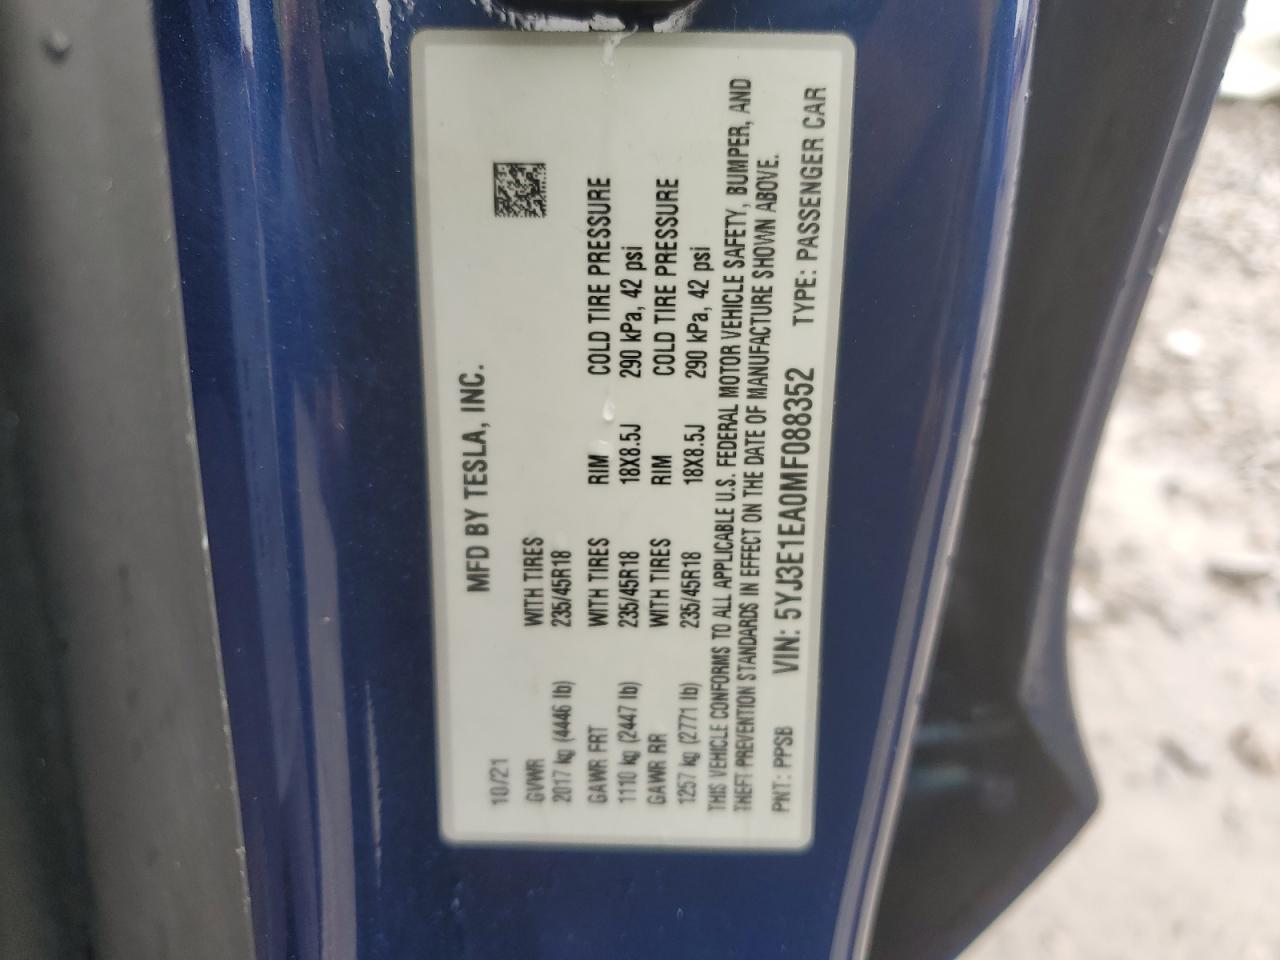 MFD BY TESLA, INC.
10/21
GVWR WITH TIRES
2017 kg (4446 lb) 235/45R18
GAWR FRT WITH TIRES RIM COLD TIRE PRESSURE
1110 kg (2447 lb) 235/45R18 18X8.5J 290 kPa, 42 psi
GAWR RR WITH TIRES RIM COLD TIRE PRESSURE
1257 kg (2771 lb) 235/45R18 18X8.5J 290 kPa, 42 psi
THIS VEHICLE CONFORMS TO ALL APPLICABLE U.S. FEDERAL MOTOR VEHICLE SAFETY, BUMPER, AND
THEFT PREVENTION STANDARDS IN EFFECT ON THE DATE OF MANUFACTURE SHOWN ABOVE.
PNT: PPSB VIN: 5YJ3E1EA0MF088352 TYPE: PASSENGER CAR